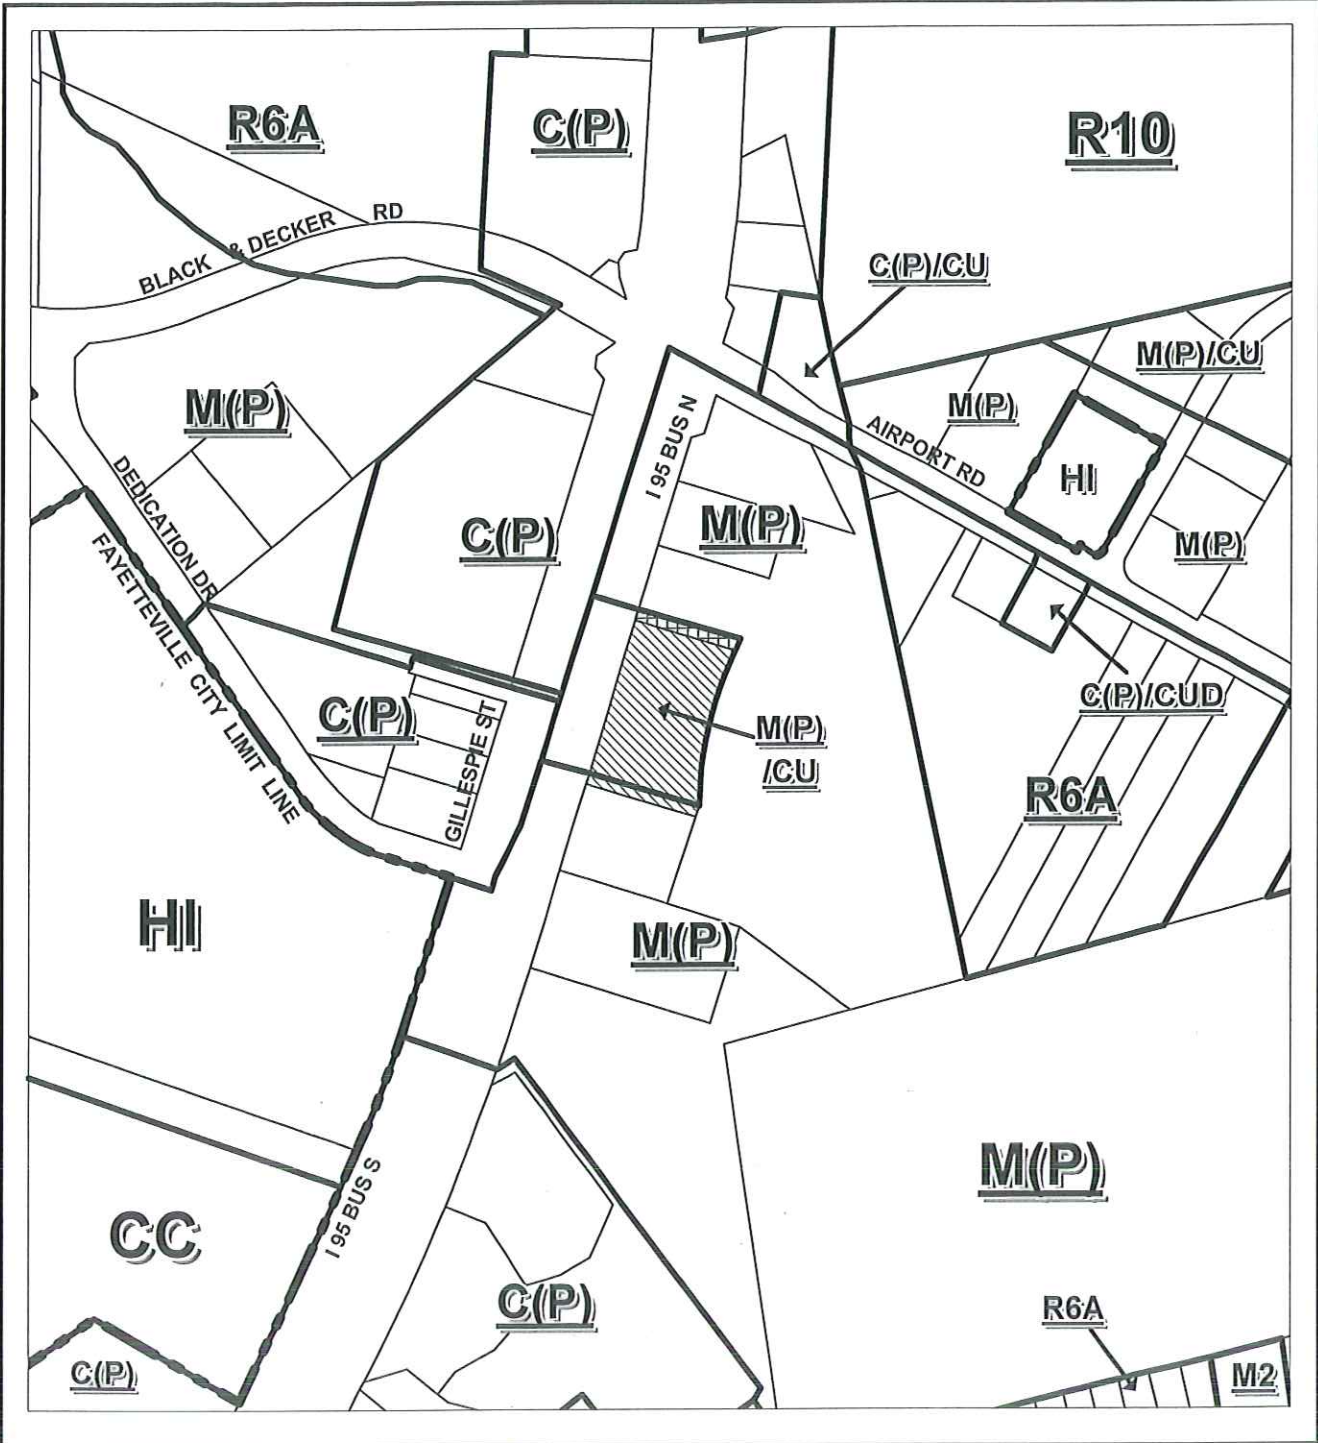 R6A
C(P)
R10
BLACK & DECKER RD
C(P)/CU
M(P)/CU
M(P)
M(P)
AIRPORT RD
I 95 BUS N
HI
DEDICATION DR
C(P)
M(P)
M(P)
FAYETTEVILLE CITY LIMIT LINE
C(P)/CUD
C(P)
GILLESPIE ST
M(P)
/CU
R6A
HI
M(P)
M(P)
I 95 BUS S
CC
C(P)
R6A
C(P)
M2